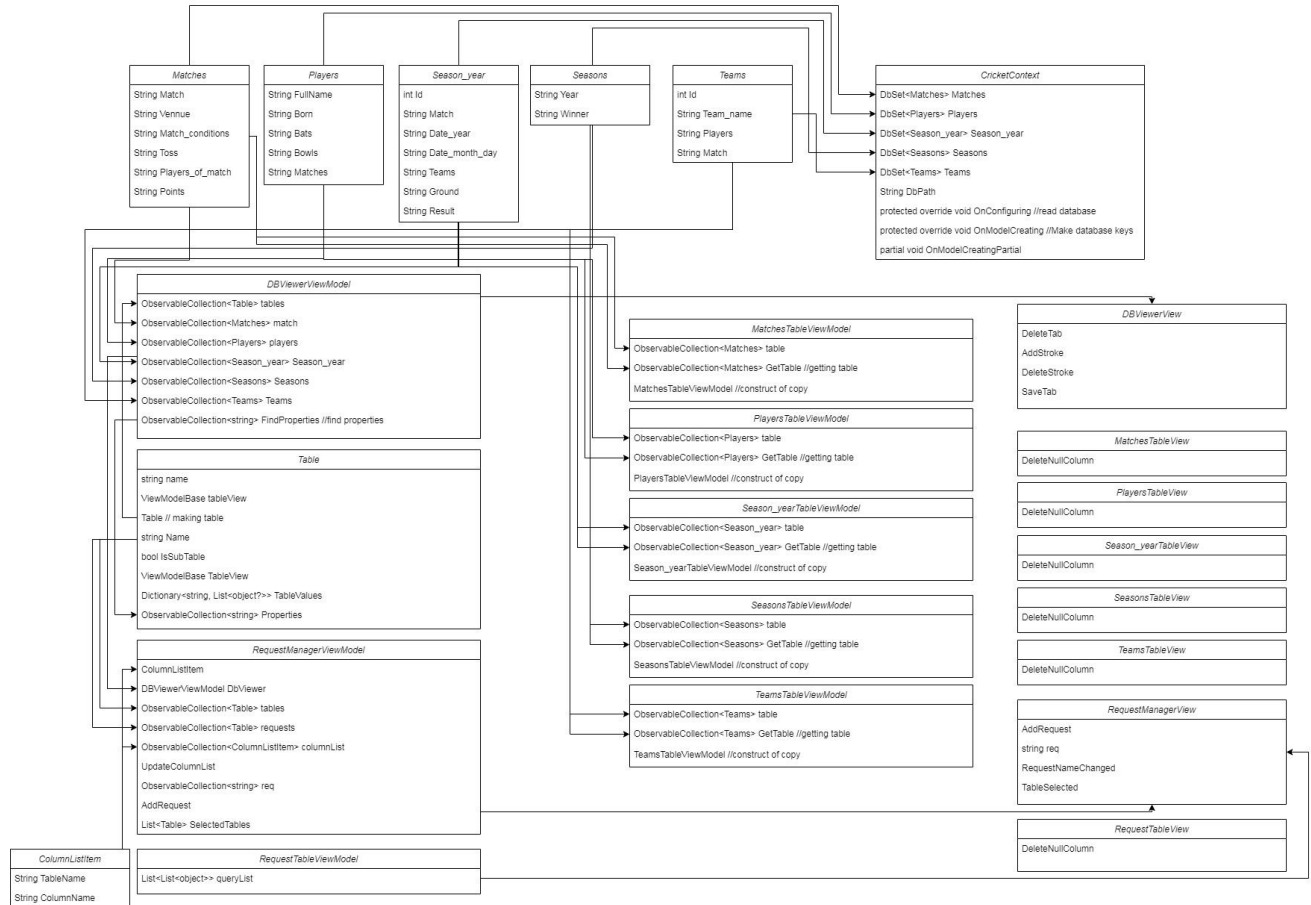 Matches
String Match
String Vennue
String Match_conditions
String Toss
String Players_of_match
String Points
Players
String FullName
String Born
String Bats
String Bowls
String Matches
Season_year
int Id
String Match
String Date_year
String Date_month_day
String Teams
String Ground
String Result
Seasons
String Year
String Winner
Teams
int Id
String Team_name
String Players
String Match
CricketContext
DbSet<Matches> Matches
DbSet<Players> Players
DbSet<Season_year> Season_year
DbSet<Seasons> Seasons
DbSet<Teams> Teams
String DbPath
protected override void OnConfiguring //read database
protected override void OnModelCreating //Make database keys
partial void OnModelCreatingPartial
DBViewerViewModel
ObservableCollection<Table> tables
ObservableCollection<Matches> match
ObservableCollection<Players> players
ObservableCollection<Season_year> Season_year
ObservableCollection<Seasons> Seasons
ObservableCollection<Teams> Teams
ObservableCollection<string> FindProperties //find properties
Table
string name
ViewModelBase tableView
Table // making table
string Name
bool IsSubTable
ViewModelBase TableView
Dictionary<string, List<object?>> TableValues
ObservableCollection<string> Properties
RequestManagerViewModel
ColumnListItem
DBViewerViewModel DbViewer
ObservableCollection<Table> tables
ObservableCollection<Table> requests
ObservableCollection<ColumnListItem> columnList
UpdateColumnList
ObservableCollection<string> req
AddRequest
List<Table> SelectedTables
ColumnListItem
String TableName
String ColumnName
RequestTableViewModel
List<List<object>> queryList
MatchesTableViewModel
ObservableCollection<Matches> table
ObservableCollection<Matches> GetTable //getting table
MatchesTableViewModel //construct of copy
PlayersTableViewModel
ObservableCollection<Players> table
ObservableCollection<Players> GetTable //getting table
PlayersTableViewModel //construct of copy
Season_yearTableViewModel
ObservableCollection<Season_year> table
ObservableCollection<Season_year> GetTable //getting table
Season_yearTableViewModel //construct of copy
SeasonsTableViewModel
ObservableCollection<Seasons> table
ObservableCollection<Seasons> GetTable //getting table
SeasonsTableViewModel //construct of copy
TeamsTableViewModel
ObservableCollection<Teams> table
ObservableCollection<Teams> GetTable //getting table
TeamsTableViewModel //construct of copy
DBViewerView
DeleteTab
AddStroke
DeleteStroke
SaveTab
MatchesTableView
DeleteNullColumn
PlayersTableView
DeleteNullColumn
Season_yearTableView
DeleteNullColumn
SeasonsTableView
DeleteNullColumn
TeamsTableView
DeleteNullColumn
RequestManagerView
AddRequest
string req
RequestNameChanged
TableSelected
RequestTableView
DeleteNullColumn